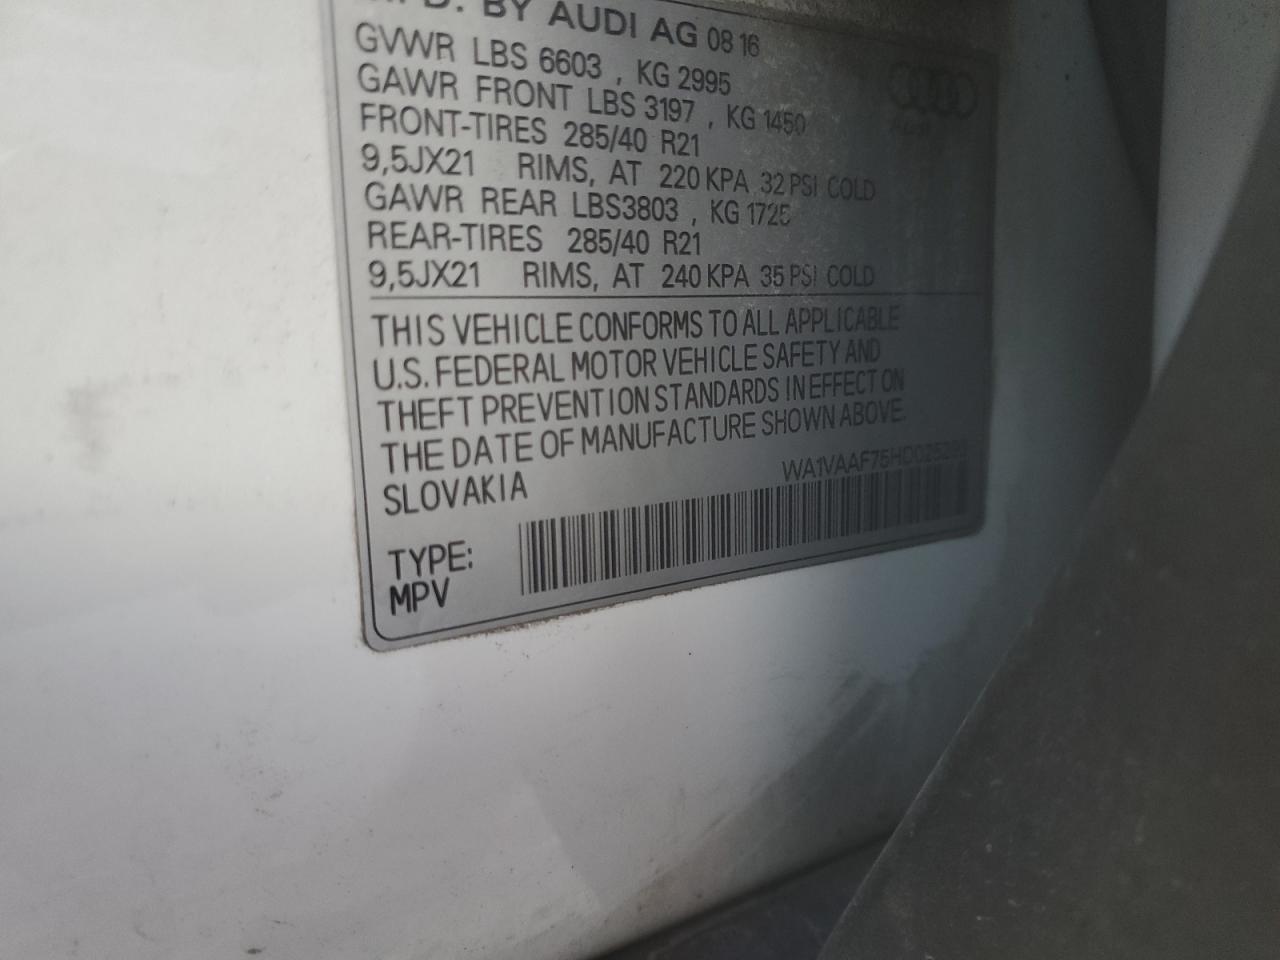 MFD. BY AUDI AG 08 16
GVWR LBS 6603 , KG 2995
GAWR FRONT LBS 3197 , KG 1450
FRONT-TIRES 285/40 R21
9,5JX21 RIMS, AT 220 KPA 32 PSI COLD
GAWR REAR LBS3803 , KG 1725
REAR-TIRES 285/40 R21
9,5JX21 RIMS, AT 240 KPA 35 PSI COLD
THIS VEHICLE CONFORMS TO ALL APPLICABLE
U.S. FEDERAL MOTOR VEHICLE SAFETY AND
THEFT PREVENTION STANDARDS IN EFFECT ON
THE DATE OF MANUFACTURE SHOWN ABOVE.
SLOVAKIA
TYPE:
MPV